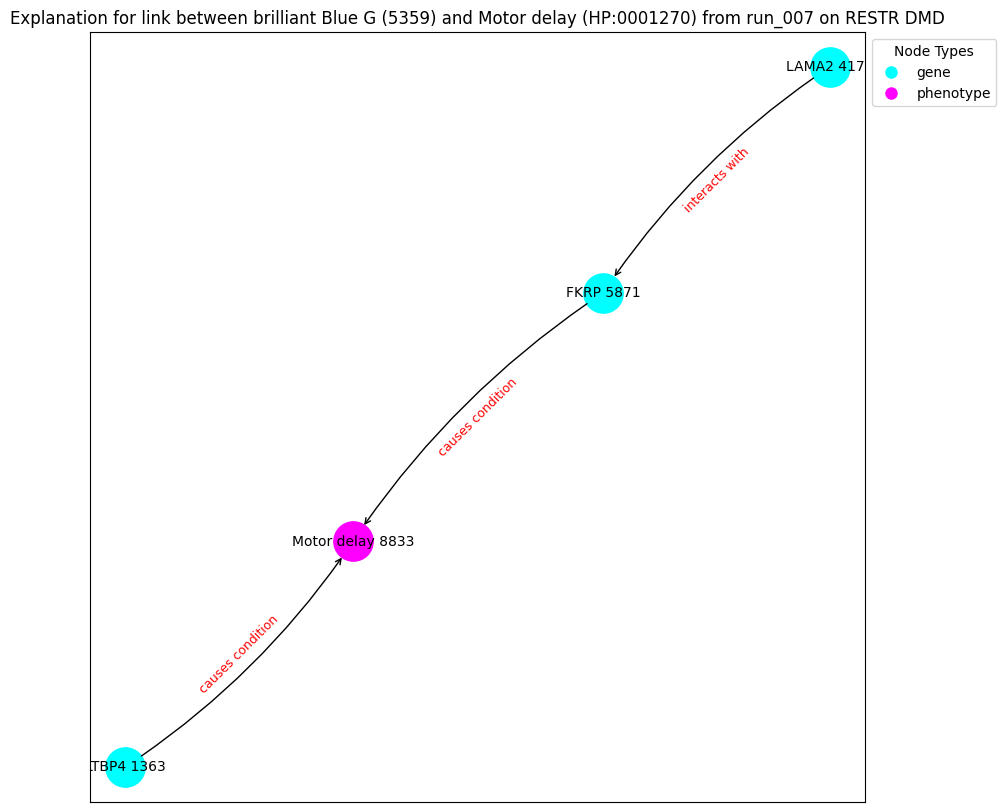 Explanation for link between brilliant Blue G (5359) and Motor delay (HP:0001270) from run_007 on RESTR DMD
Node Types
gene
phenotype
LAMA2 417
interacts with
FKRP 5871
causes condition
Motor delay 8833
causes condition
LTBP4 1363